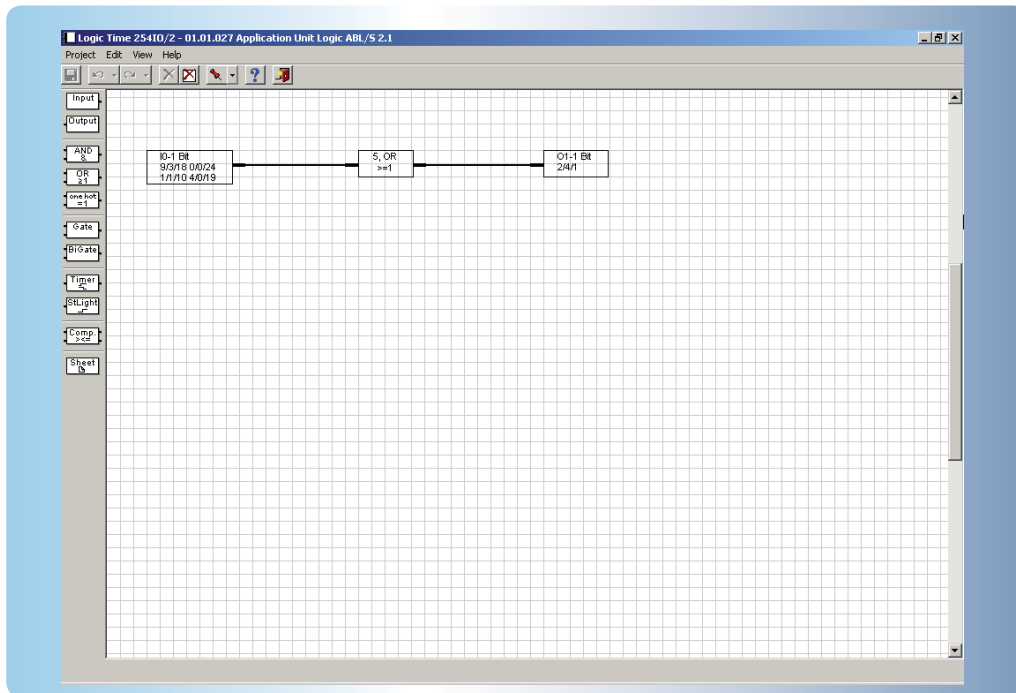 Logic Time 254IO/2 - 01.01.027 Application Unit Logic ABL/S 2.1
Project Edit View Help
Input
Output
AND
&
OR
≥1
one hot
=1
Gate
BiGate
Timer
StLight
Comp.
><=
Sheet
I0-1 Bit
9/3/18 0/0/24
1/1/10 4/0/19
5, OR
>=1
O1-1 Bit
2/4/1